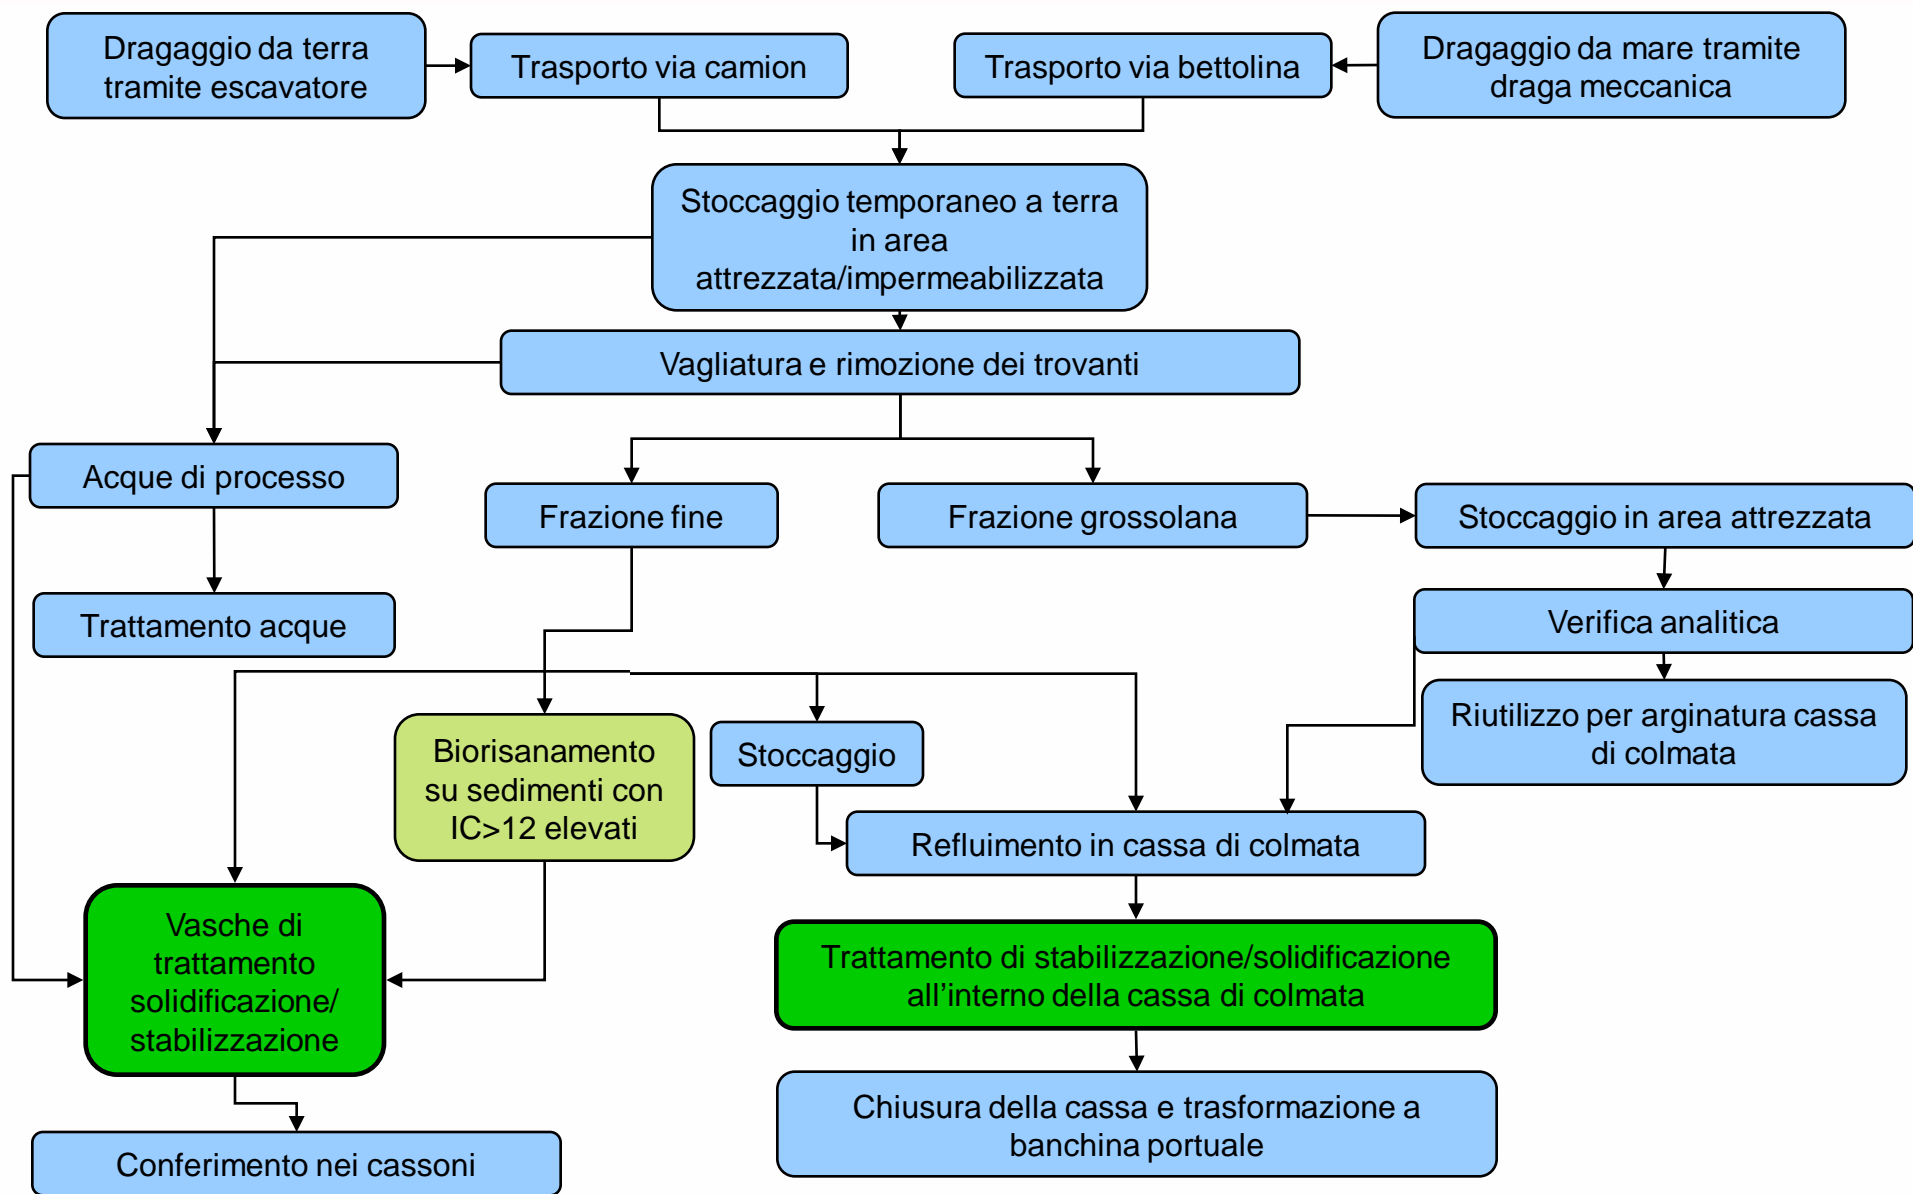 Dragaggio da terra
tramite escavatore
Trasporto via camion
Trasporto via bettolina
Dragaggio da mare tramite
draga meccanica
Stoccaggio temporaneo a terra
in area
attrezzata/impermeabilizzata
Vagliatura e rimozione dei trovanti
Acque di processo
Frazione fine
Frazione grossolana
Stoccaggio in area attrezzata
Trattamento acque
Verifica analitica
Riutilizzo per arginatura cassa
di colmata
Biorisanamento
su sedimenti con
IC>12 elevati
Stoccaggio
Refluimento in cassa di colmata
Vasche di
trattamento
solidificazione/
stabilizzazione
Trattamento di stabilizzazione/solidificazione
all’interno della cassa di colmata
Chiusura della cassa e trasformazione a
banchina portuale
Conferimento nei cassoni